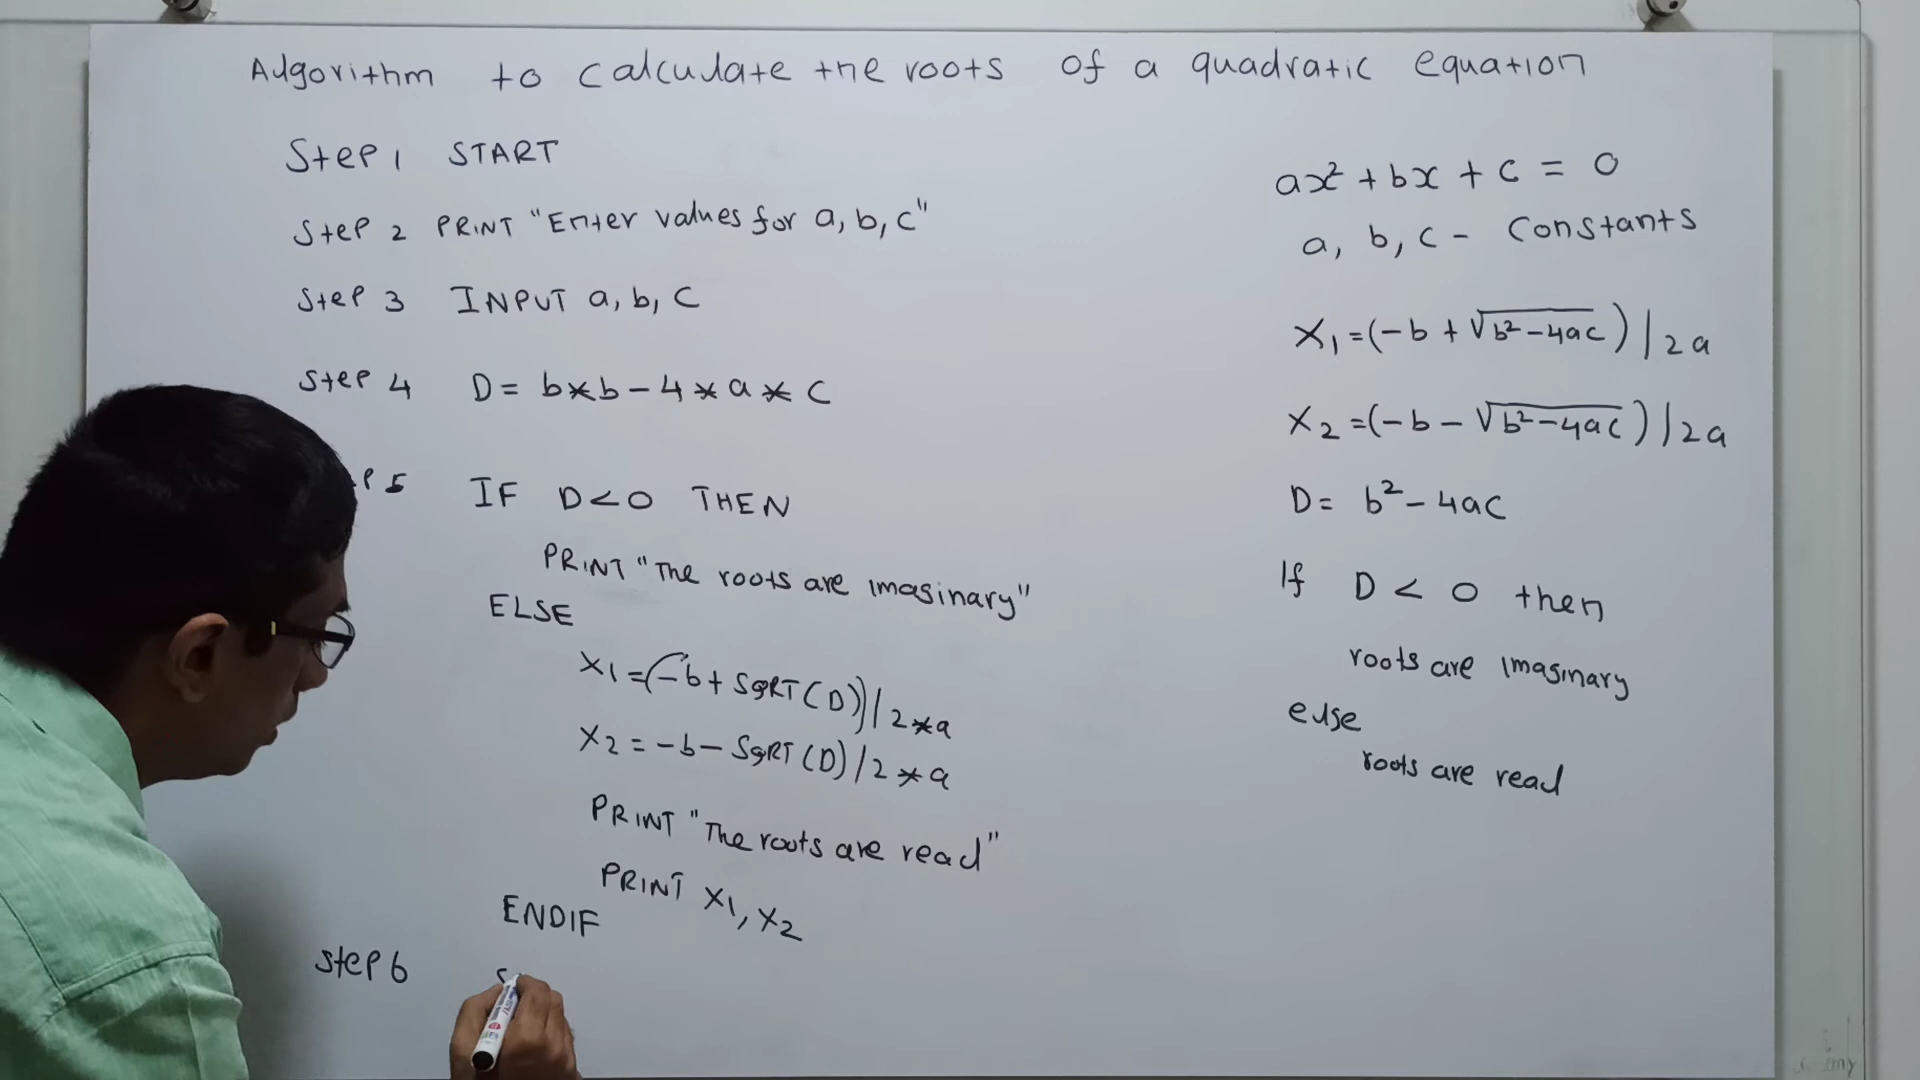 Algorithm to calculate the roots of a quadratic equation
Step 1 START
Step 2 PRINT "Enter values for a, b, c"
Step 3 INPUT a, b, c
Step 4 D = b*b - 4*a*c
P 5 IF D<0 THEN
PRINT "The roots are imaginary"
ELSE
X1=(-b+SQRT(D))/2*a
X2=-b-SQRT(D)/2*a
PRINT "The roots are real"
PRINT X1, X2
ENDIF
Step 6 S
ax² + bx + c = 0
a, b, c - Constants
X₁=(-b+√b²-4ac)/2a
X₂=(-b-√b²-4ac)/2a
D= b²-4ac
If D < 0 then
roots are imaginary
else
roots are real